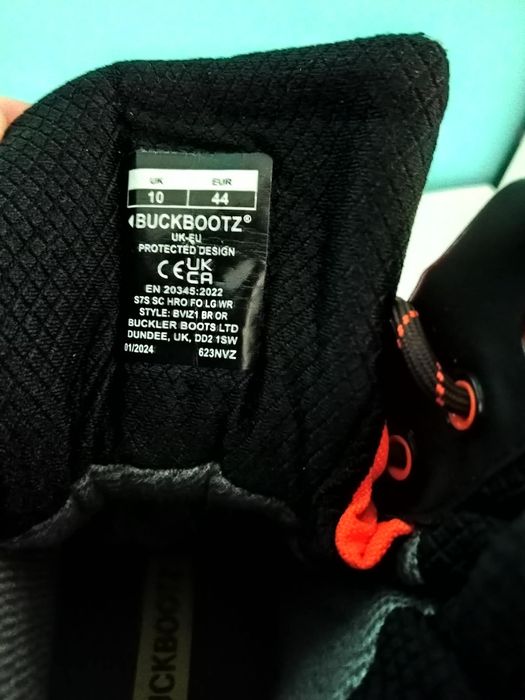 UK EUR
10 44
BUCKBOOTZ®
UK-EU
PROTECTED DESIGN
CE UK CA
EN 20345:2022
S7S SC HRO FO LG WR
STYLE: BVIZ1 BR OR
BUCKLER BOOTS LTD
DUNDEE, UK, DD2 1SW
01/2024 623NVZ
BUCKBOOTZ